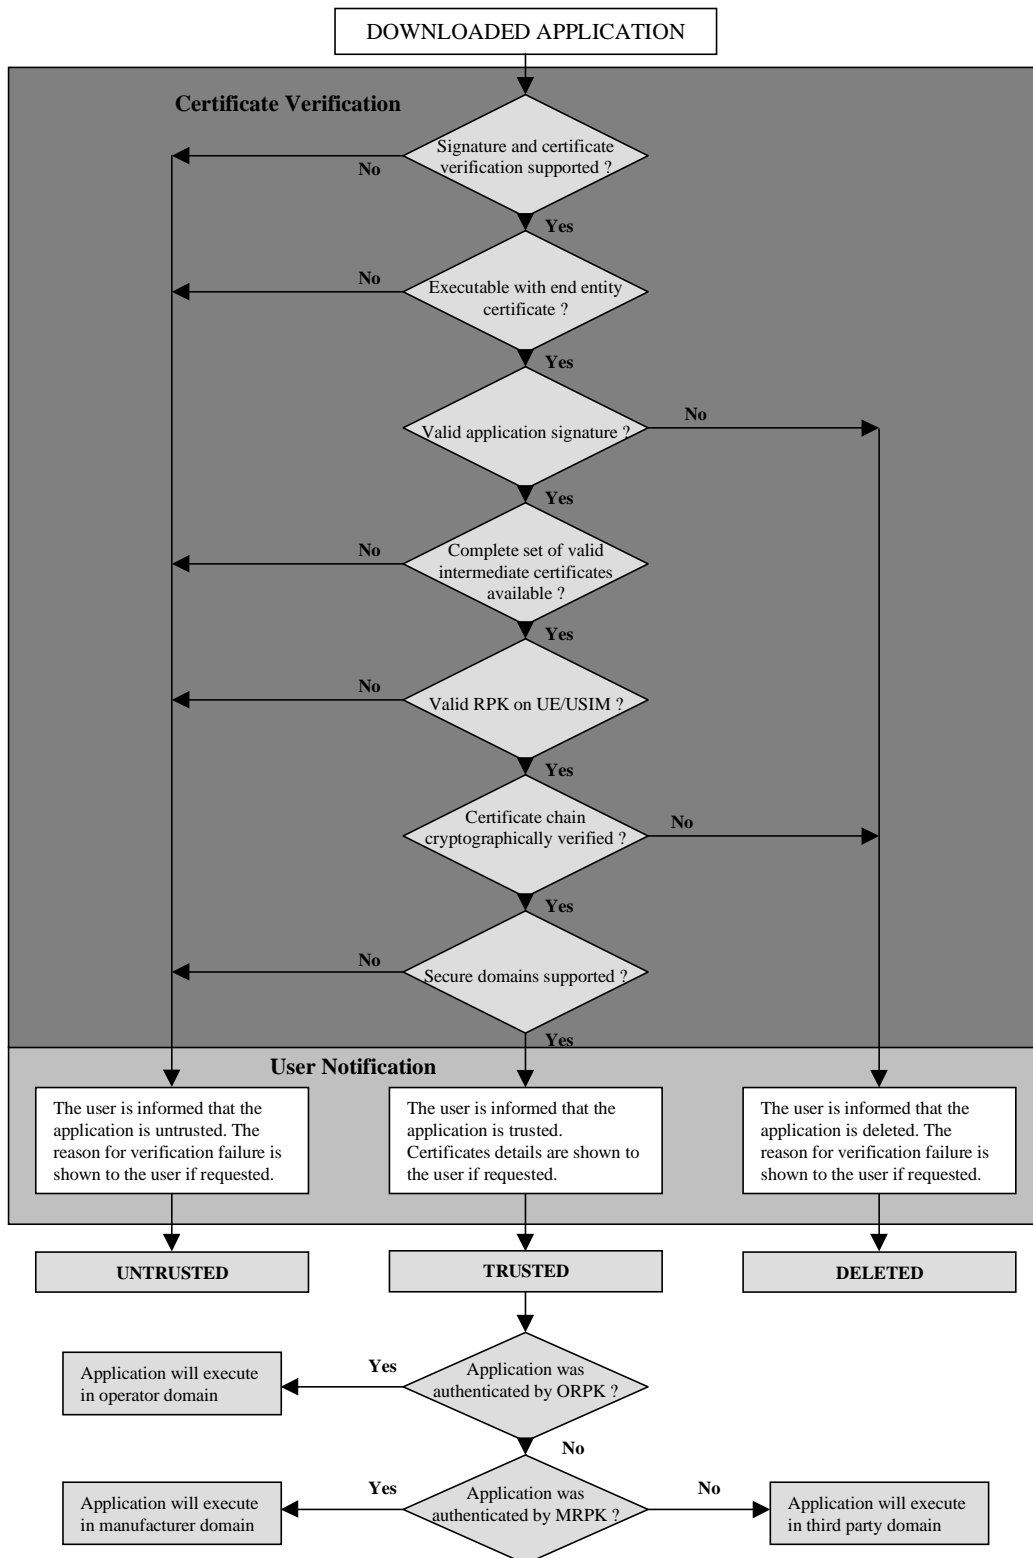 DOWNLOADED APPLICATION
Certificate Verification
Signature and certificate
verification supported ?
No
Yes
Executable with end entity
certificate ?
No
Yes
Valid application signature ?
No
Yes
Complete set of valid
intermediate certificates
available ?
No
Yes
Valid RPK on UE/USIM ?
No
Yes
Certificate chain
cryptographically verified ?
No
Yes
Secure domains supported ?
No
Yes
User Notification
The user is informed that the
application is untrusted. The
reason for verification failure is
shown to the user if requested.
The user is informed that the
application is trusted.
Certificates details are shown to
the user if requested.
The user is informed that the
application is deleted. The
reason for verification failure is
shown to the user if requested.
UNTRUSTED
TRUSTED
DELETED
Application was
authenticated by ORPK ?
Yes
Application will execute
in operator domain
No
Application was
authenticated by MRPK ?
Yes
Application will execute
in manufacturer domain
No
Application will execute
in third party domain